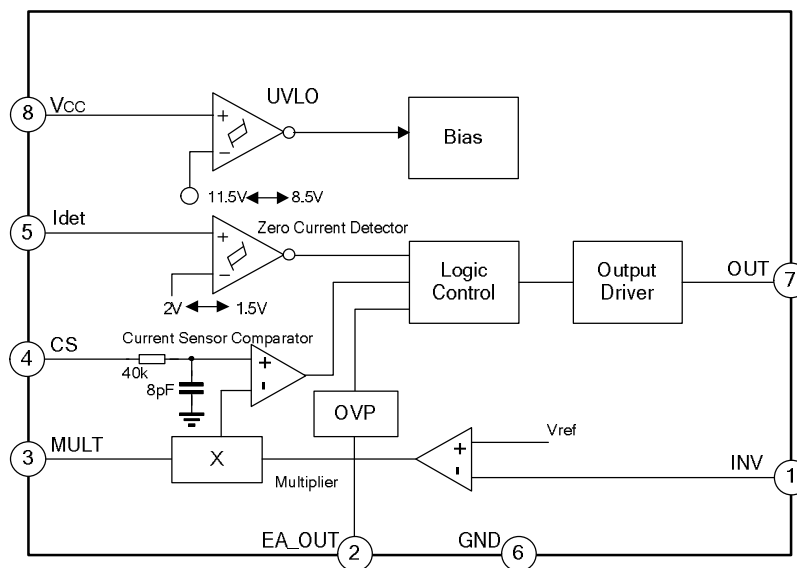 UVLO
VCC
8
+
−
Bias
11.5V 8.5V
Idet
5
Zero Current Detector
+
−
Logic
Control
Output
Driver
OUT
7
2V 1.5V
CS
4
Current Sensor Comparator
+
-
40k
8pF
OVP
MULT
3
X
Multiplier
+
-
Vref
INV
1
EA_OUT
2
GND
6